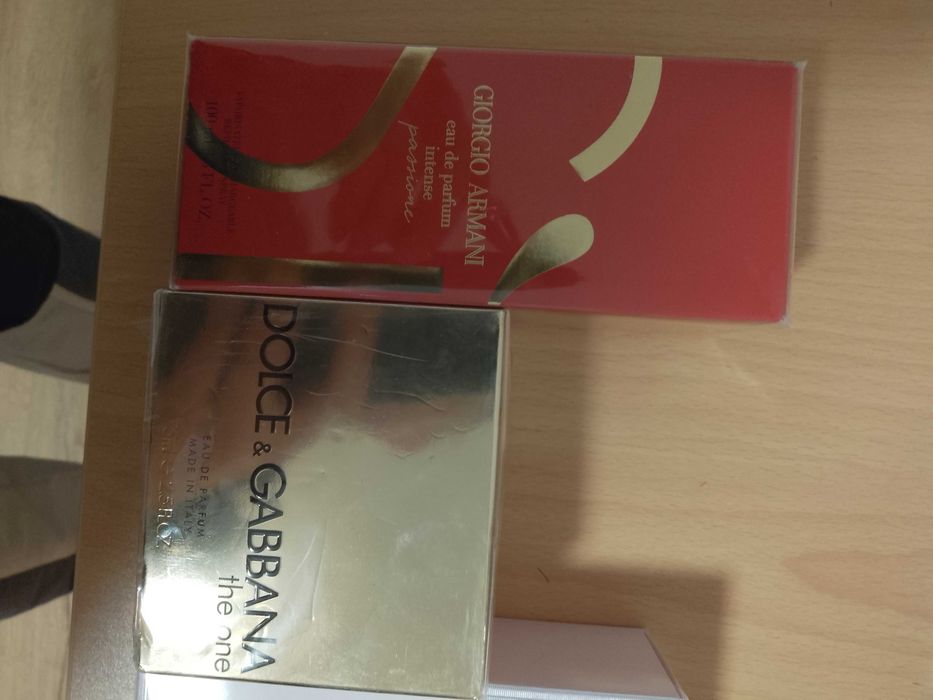 GIORGIO ARMANI
eau de parfum
intense
passione
DOLCE & GABBANA
the one
EAU DE PARFUM
MADE IN ITALY